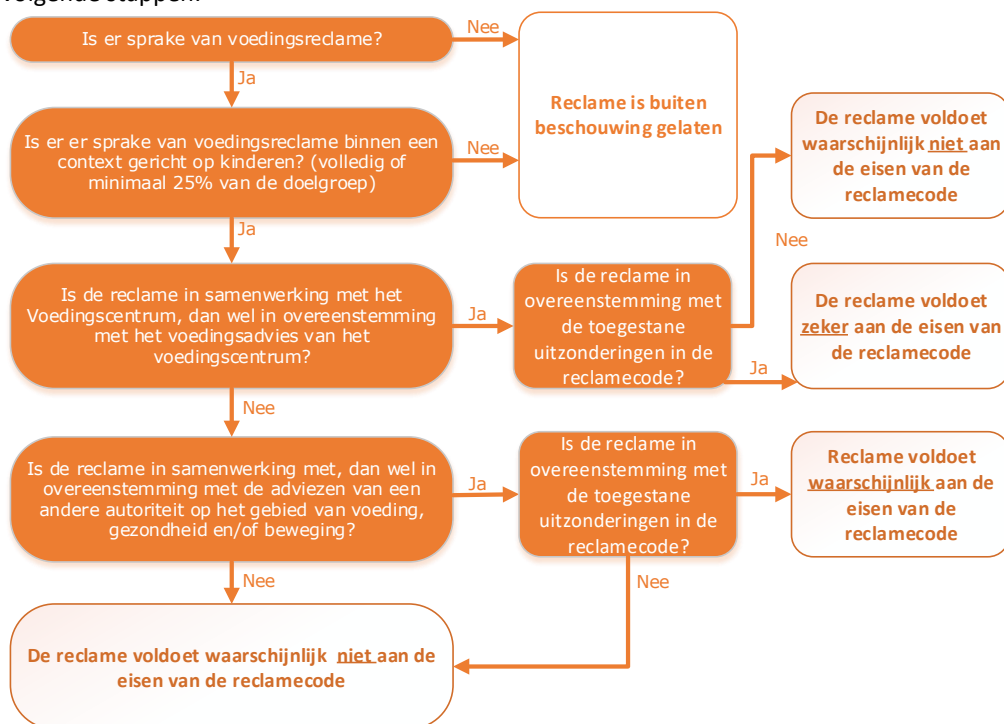 Is er sprake van voedingsreclame?
Nee
Ja
Reclame is buiten
beschouwing gelaten
Is er er sprake van voedingsreclame binnen een
context gericht op kinderen? (volledig of
minimaal 25% van de doelgroep)
Nee
Ja
De reclame voldoet
waarschijnlijk niet aan
de eisen van de
reclamecode
Nee
Is de reclame in samenwerking met het
Voedingscentrum, dan wel in overeenstemming
met het voedingsadvies van het
voedingscentrum?
Ja
Is de reclame in
overeenstemming met
de toegestane
uitzonderingen in de
reclamecode?
Ja
De reclame voldoet
zeker aan de eisen van
de reclamecode
Nee
Is de reclame in samenwerking met, dan wel in
overeenstemming met de adviezen van een
andere autoriteit op het gebied van voeding,
gezondheid en/of beweging?
Ja
Is de reclame in
overeenstemming met
de toegestane
uitzonderingen in de
reclamecode?
Ja
Reclame voldoet
waarschijnlijk aan de
eisen van de
reclamecode
Nee
Nee
De reclame voldoet waarschijnlijk niet aan de
eisen van de reclamecode